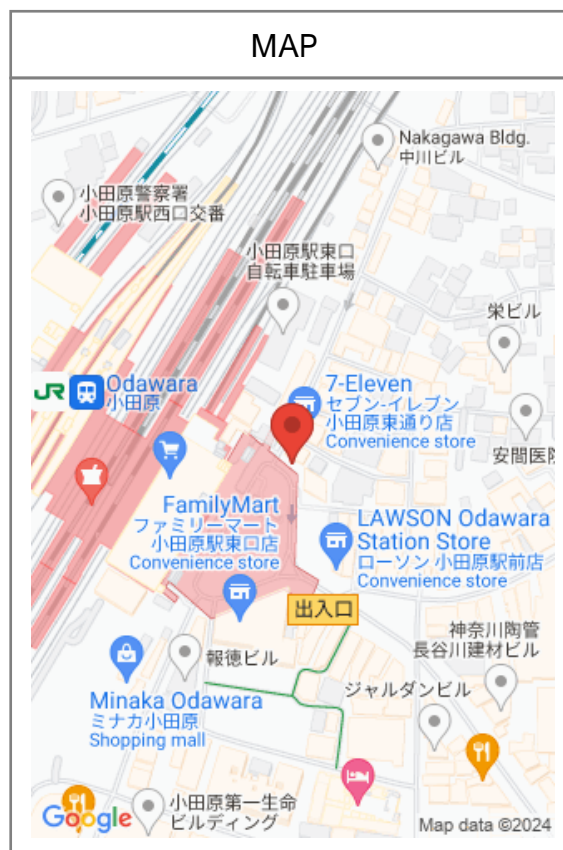 MAP
Nakagawa Bldg.
中川ビル
小田原警察署
小田原駅西口交番
小田原駅東口
自転車駐車場
栄ビル
JR
Odawara
小田原
7-Eleven
セブン-イレブン
小田原東通り店
Convenience store
安間医院
FamilyMart
ファミリーマート
小田原駅東口店
Convenience store
LAWSON Odawara
Station Store
ローソン 小田原駅前店
Convenience store
出入口
神奈川陶管
長谷川建材ビル
報徳ビル
ジャルダンビル
Minaka Odawara
ミナカ小田原
Shopping mall
小田原第一生命
ビルディング
Google
Map data ©2024